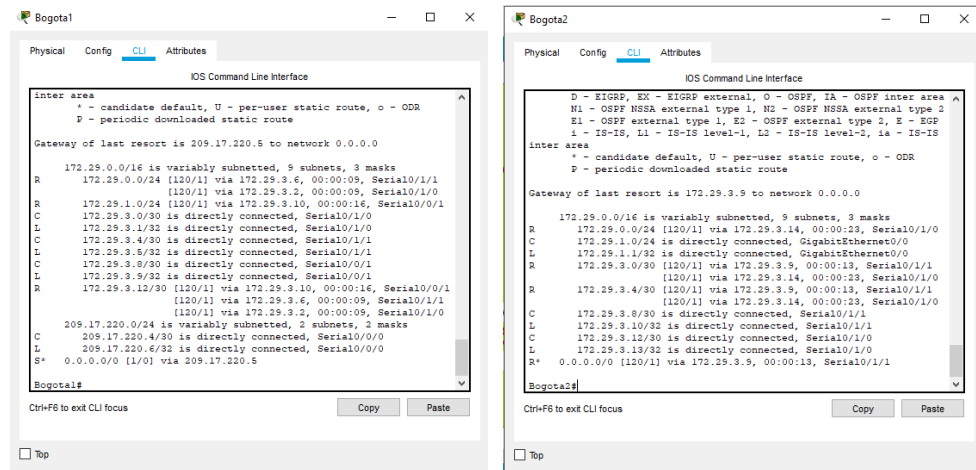 Bogota1
Physical Config CLI Attributes
IOS Command Line Interface
inter area
* - candidate default, U - per-user static route, o - ODR
P - periodic downloaded static route
Gateway of last resort is 209.17.220.5 to network 0.0.0.0
172.29.0.0/16 is variably subnetted, 9 subnets, 3 masks
R 172.29.0.0/24 [120/1] via 172.29.3.6, 00:00:09, Serial0/1/1
[120/1] via 172.29.3.2, 00:00:09, Serial0/1/0
R 172.29.1.0/24 [120/1] via 172.29.3.10, 00:00:16, Serial0/0/1
C 172.29.3.0/30 is directly connected, Serial0/1/0
L 172.29.3.1/32 is directly connected, Serial0/1/0
C 172.29.3.4/30 is directly connected, Serial0/1/1
L 172.29.3.5/32 is directly connected, Serial0/1/1
C 172.29.3.8/30 is directly connected, Serial0/0/1
L 172.29.3.9/32 is directly connected, Serial0/0/1
R 172.29.3.12/30 [120/1] via 172.29.3.10, 00:00:16, Serial0/0/1
[120/1] via 172.29.3.6, 00:00:09, Serial0/1/1
[120/1] via 172.29.3.2, 00:00:09, Serial0/1/0
209.17.220.0/24 is variably subnetted, 2 subnets, 2 masks
C 209.17.220.4/30 is directly connected, Serial0/0/0
L 209.17.220.6/32 is directly connected, Serial0/0/0
S* 0.0.0.0/0 [1/0] via 209.17.220.5
Bogota1#
Ctrl+F6 to exit CLI focus
Copy Paste
Top
Bogota2
Physical Config CLI Attributes
IOS Command Line Interface
D - EIGRP, EX - EIGRP external, O - OSPF, IA - OSPF inter area
N1 - OSPF NSSA external type 1, N2 - OSPF NSSA external type 2
E1 - OSPF external type 1, E2 - OSPF external type 2, E - EGP
i - IS-IS, L1 - IS-IS level-1, L2 - IS-IS level-2, ia - IS-IS
inter area
* - candidate default, U - per-user static route, o - ODR
P - periodic downloaded static route
Gateway of last resort is 172.29.3.9 to network 0.0.0.0
172.29.0.0/16 is variably subnetted, 9 subnets, 3 masks
R 172.29.0.0/24 [120/1] via 172.29.3.14, 00:00:23, Serial0/1/0
C 172.29.1.0/24 is directly connected, GigabitEthernet0/0
L 172.29.1.1/32 is directly connected, GigabitEthernet0/0
R 172.29.3.0/30 [120/1] via 172.29.3.9, 00:00:13, Serial0/1/1
[120/1] via 172.29.3.14, 00:00:23, Serial0/1/0
R 172.29.3.4/30 [120/1] via 172.29.3.9, 00:00:13, Serial0/1/1
[120/1] via 172.29.3.14, 00:00:23, Serial0/1/0
C 172.29.3.8/30 is directly connected, Serial0/1/1
L 172.29.3.10/32 is directly connected, Serial0/1/1
C 172.29.3.12/30 is directly connected, Serial0/1/0
L 172.29.3.13/32 is directly connected, Serial0/1/0
R* 0.0.0.0/0 [120/1] via 172.29.3.9, 00:00:13, Serial0/1/1
Bogota2#
Ctrl+F6 to exit CLI focus
Copy Paste
Top